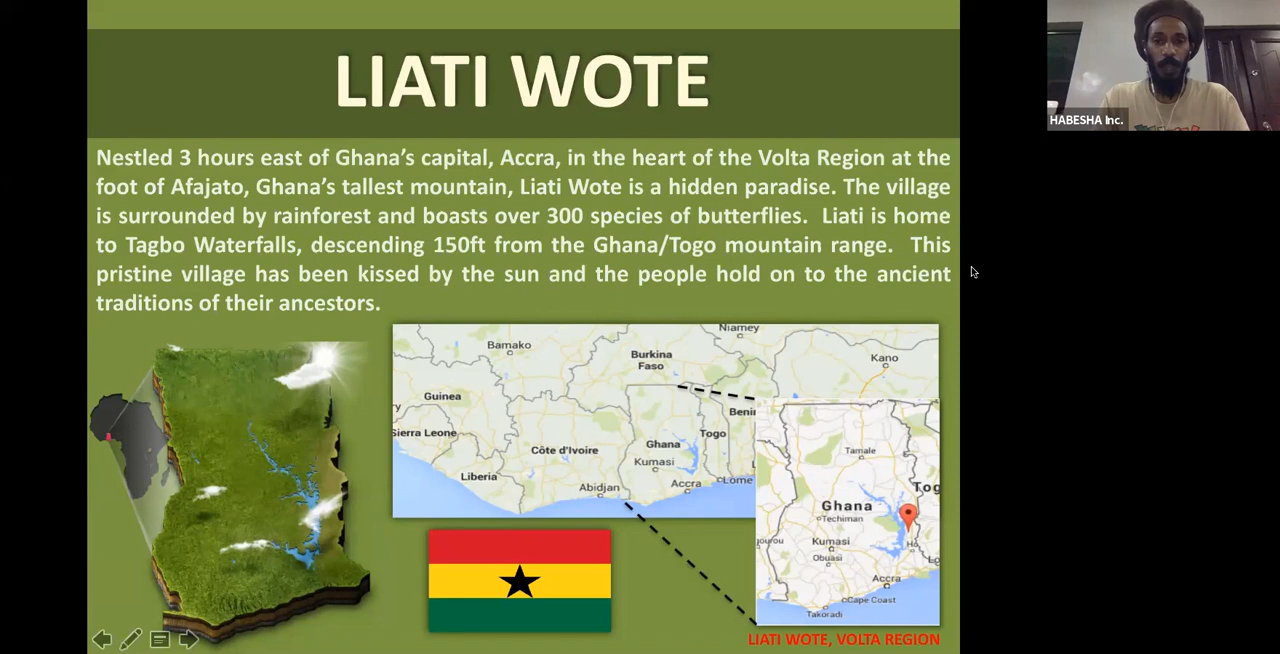 LIATI WOTE
HABESHA Inc.
Nestled 3 hours east of Ghana's capital, Accra, in the heart of the Volta Region at the
foot of Afajato, Ghana's tallest mountain, Liati Wote is a hidden paradise. The village
is surrounded by rainforest and boasts over 300 species of butterflies. Liati is home
to Tagbo Waterfalls, descending 150ft from the Ghana/Togo mountain range. This
pristine village has been kissed by the sun and the people hold on to the ancient
traditions of their ancestors.
Niamey
Bamako
Burkina
Faso
Kano
Guinea
Benin
ry
Sierra Leone
Togo
Ghana
Côte d'Ivoire
Kumasi
Liberia
Abidjan
Accra
Lome
Tamale
Tog
Ghana
Techiman
gourou
Kumasi
Ho
Obuasi
Lo
Accra
Cape Coast
Takoradi
LIATI WOTE, VOLTA REGION